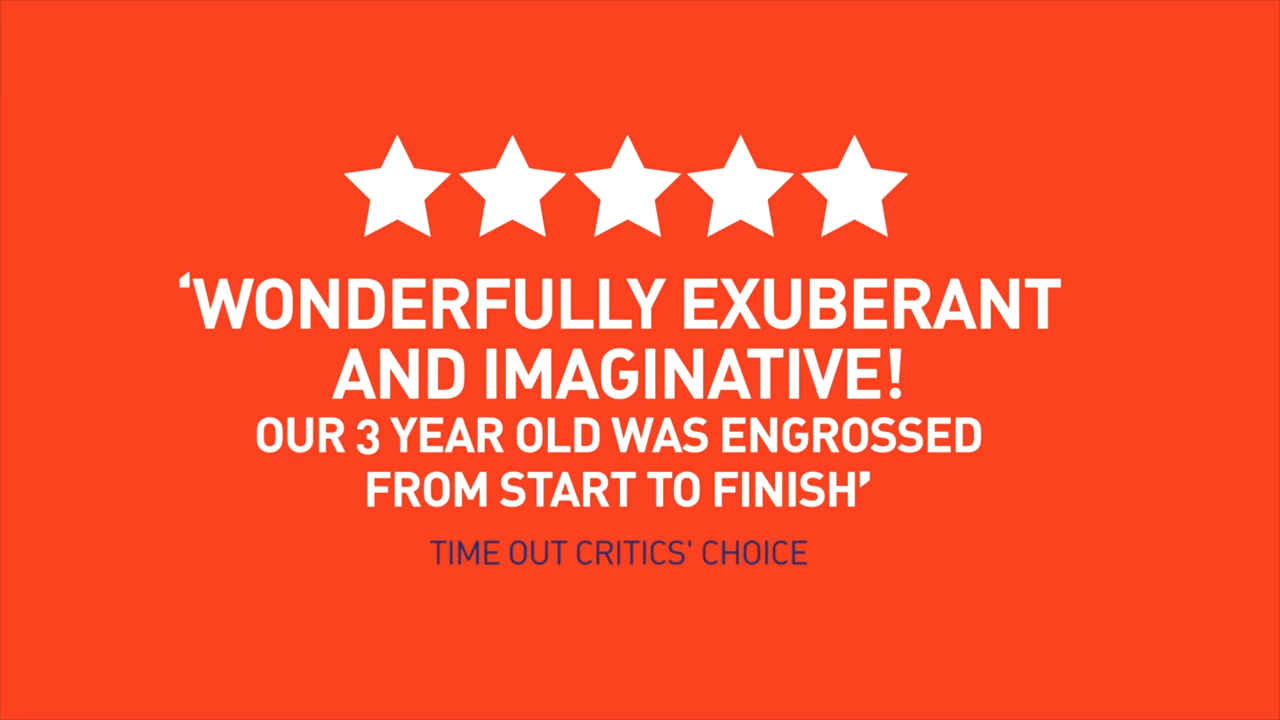 ‘WONDERFULLY EXUBERANT
AND IMAGINATIVE!
OUR 3 YEAR OLD WAS ENGROSSED
FROM START TO FINISH’
TIME OUT CRITICS' CHOICE